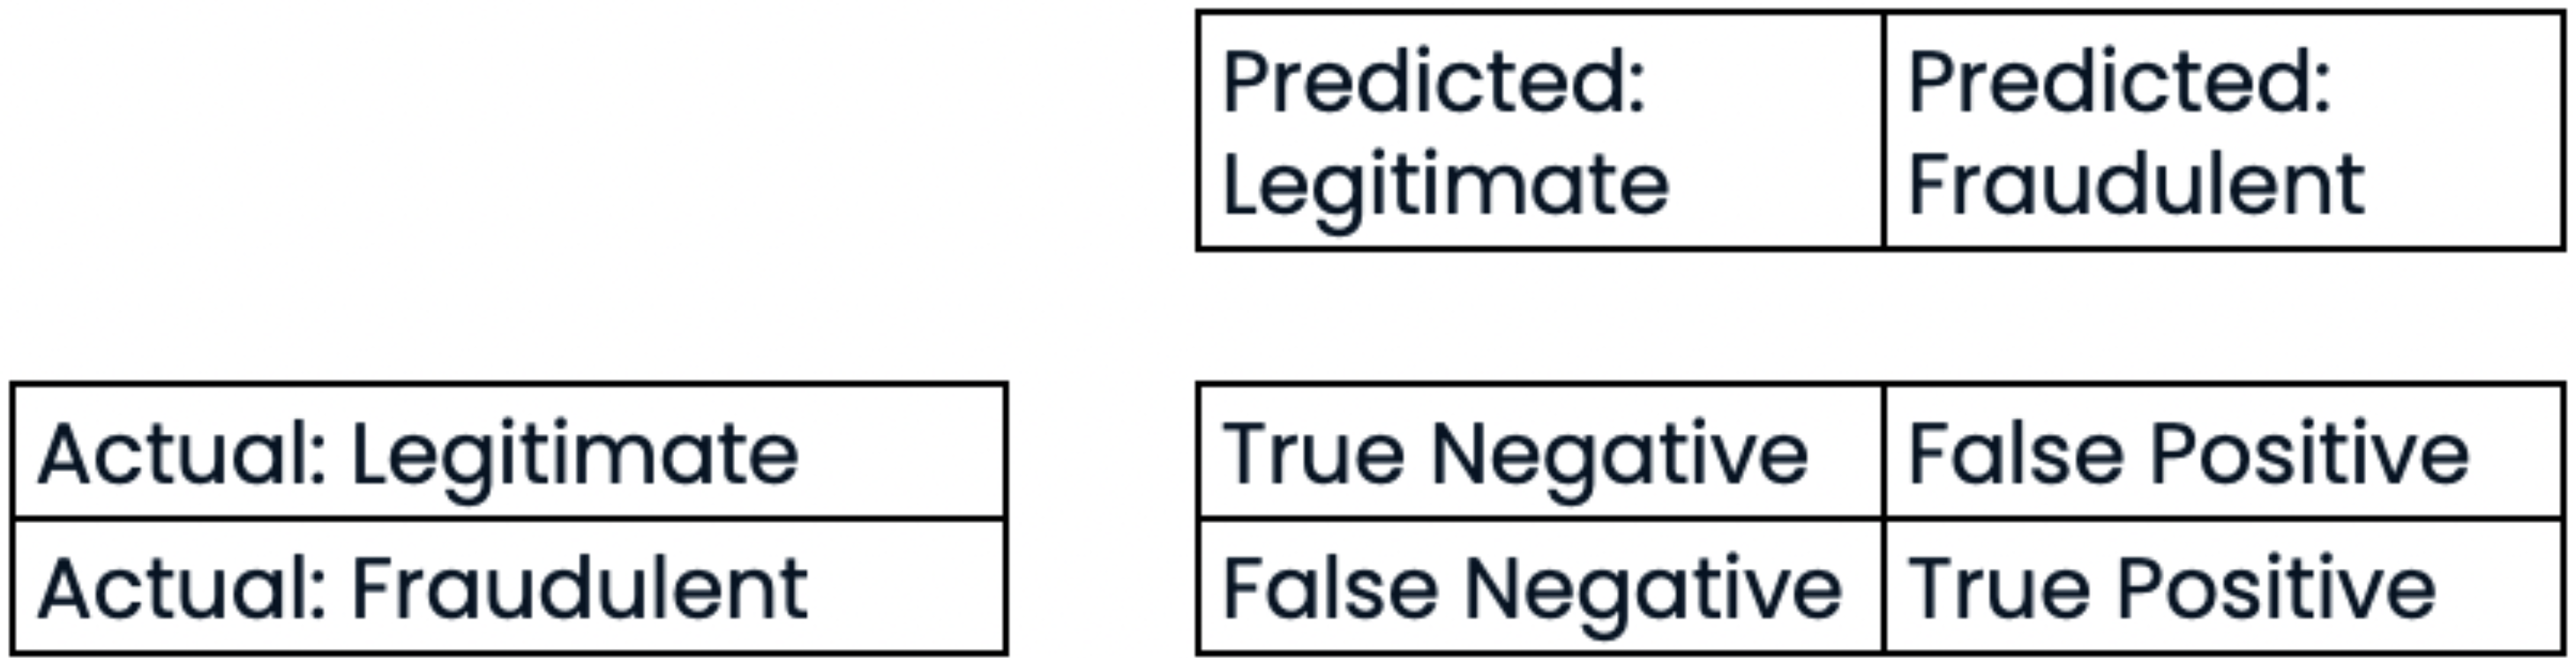 Predicted: Predicted:
Legitimate Fraudulent
Actual: Legitimate True Negative False Positive
Actual: Fraudulent False Negative True Positive